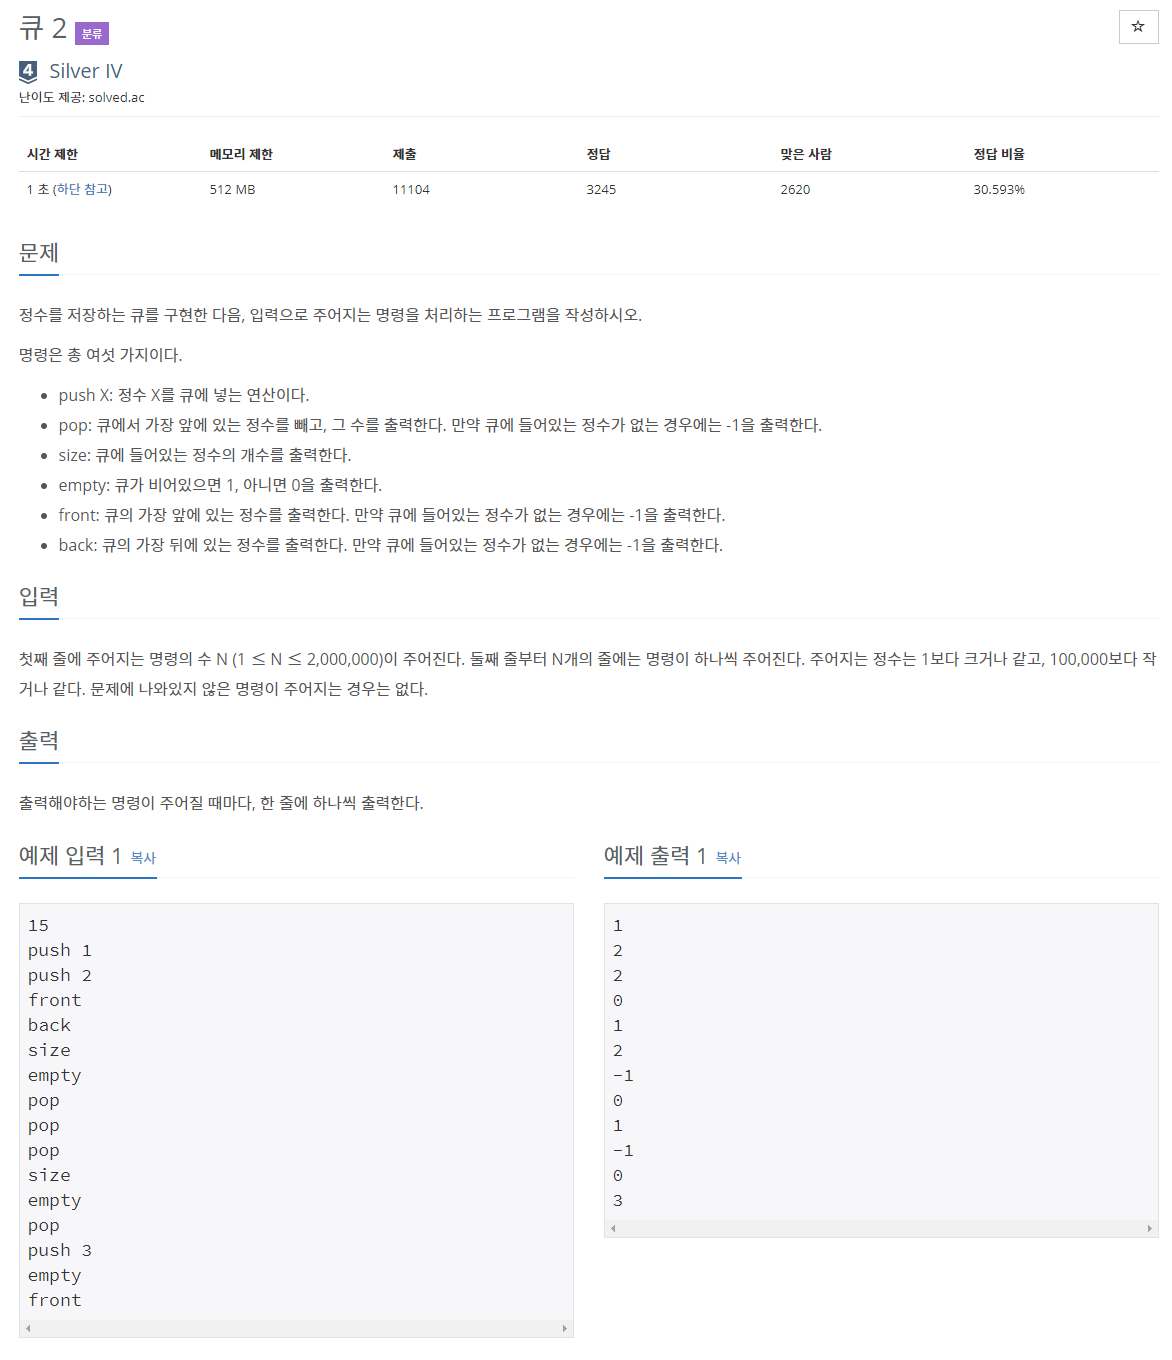 큐 2 분류
☆
4 Silver IV
난이도 제공: solved.ac
시간 제한 메모리 제한 제출 정답 맞은 사람 정답 비율
1 초 (하단 참고) 512 MB 11104 3245 2620 30.593%
문제
정수를 저장하는 큐를 구현한 다음, 입력으로 주어지는 명령을 처리하는 프로그램을 작성하시오.
명령은 총 여섯 가지이다.
• push X: 정수 X를 큐에 넣는 연산이다.
• pop: 큐에서 가장 앞에 있는 정수를 빼고, 그 수를 출력한다. 만약 큐에 들어있는 정수가 없는 경우에는 -1을 출력한다.
• size: 큐에 들어있는 정수의 개수를 출력한다.
• empty: 큐가 비어있으면 1, 아니면 0을 출력한다.
• front: 큐의 가장 앞에 있는 정수를 출력한다. 만약 큐에 들어있는 정수가 없는 경우에는 -1을 출력한다.
• back: 큐의 가장 뒤에 있는 정수를 출력한다. 만약 큐에 들어있는 정수가 없는 경우에는 -1을 출력한다.
입력
첫째 줄에 주어지는 명령의 수 N (1 ≤ N ≤ 2,000,000)이 주어진다. 둘째 줄부터 N개의 줄에는 명령이 하나씩 주어진다. 주어지는 정수는 1보다 크거나 같고, 100,000보다 작
거나 같다. 문제에 나와있지 않은 명령이 주어지는 경우는 없다.
출력
출력해야하는 명령이 주어질 때마다, 한 줄에 하나씩 출력한다.
예제 입력 1 복사
15
push 1
push 2
front
back
size
empty
pop
pop
pop
size
empty
pop
push 3
empty
front
예제 출력 1 복사
1
2
2
0
1
2
-1
0
1
-1
0
3